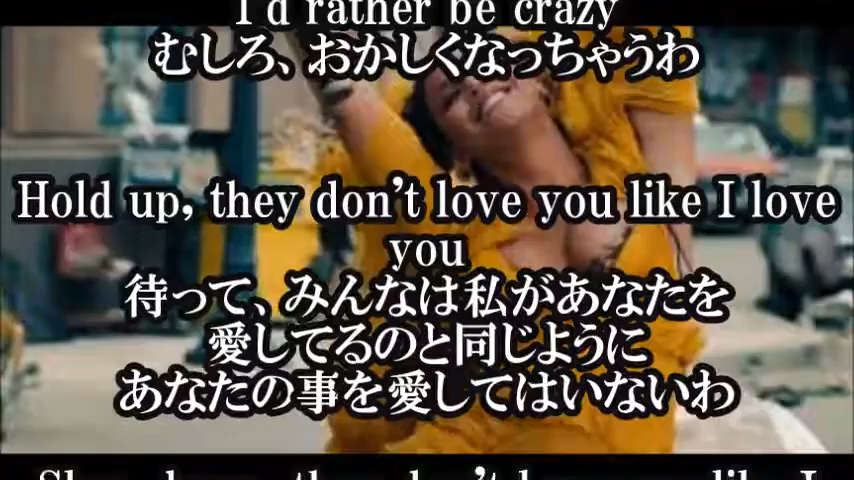 I'd rather be crazy
むしろ、おかしくなっちゃうわ
Hold up, they don't love you like I love
you
待って、みんなは私があなたを
愛してるのと同じように
あなたの事を愛してはいないわ